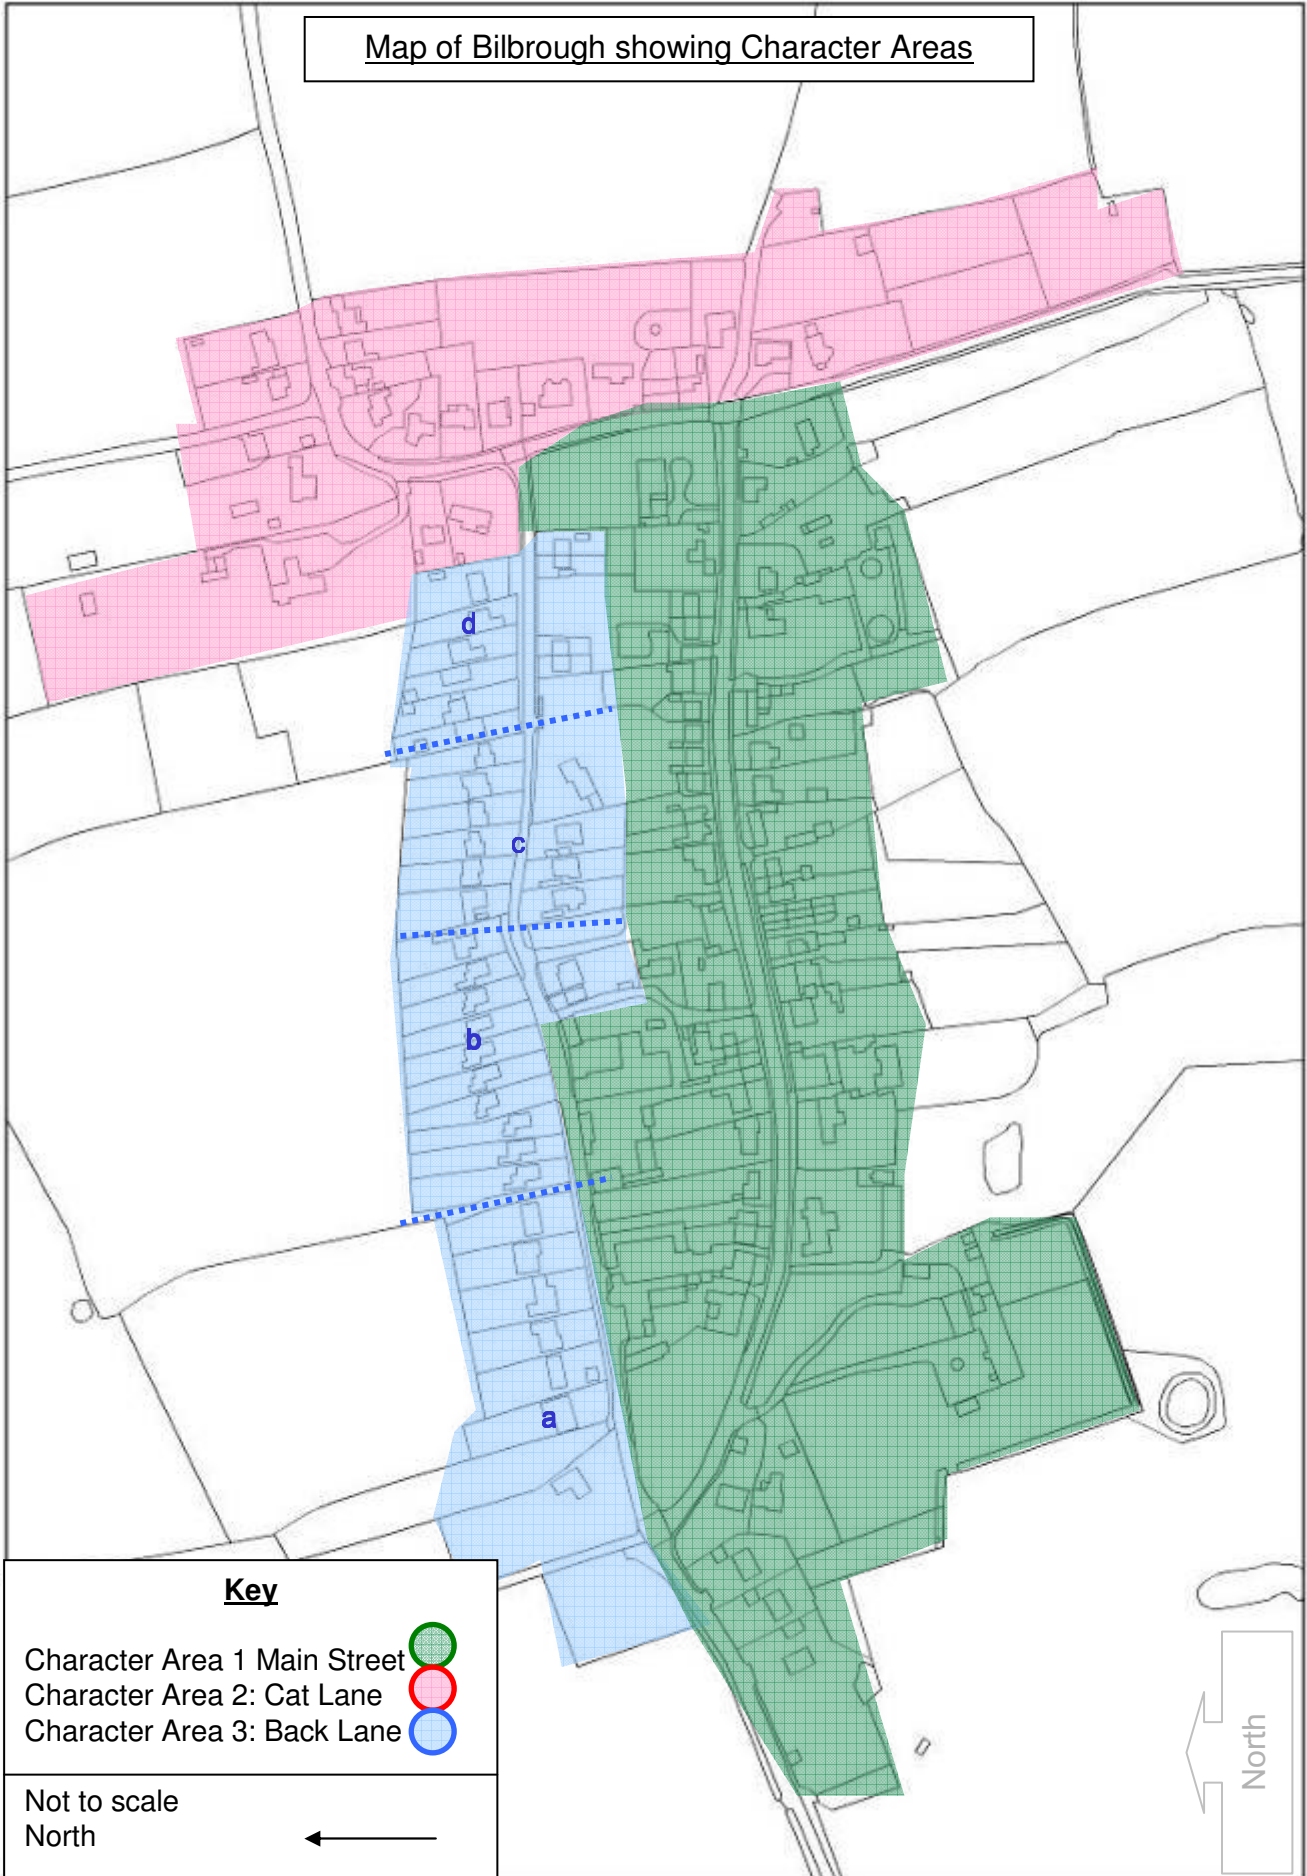 Map of Bilbrough showing Character Areas
d
c
b
a
Key
Character Area 1 Main Street
Character Area 2: Cat Lane
Character Area 3: Back Lane
Not to scale
North
North